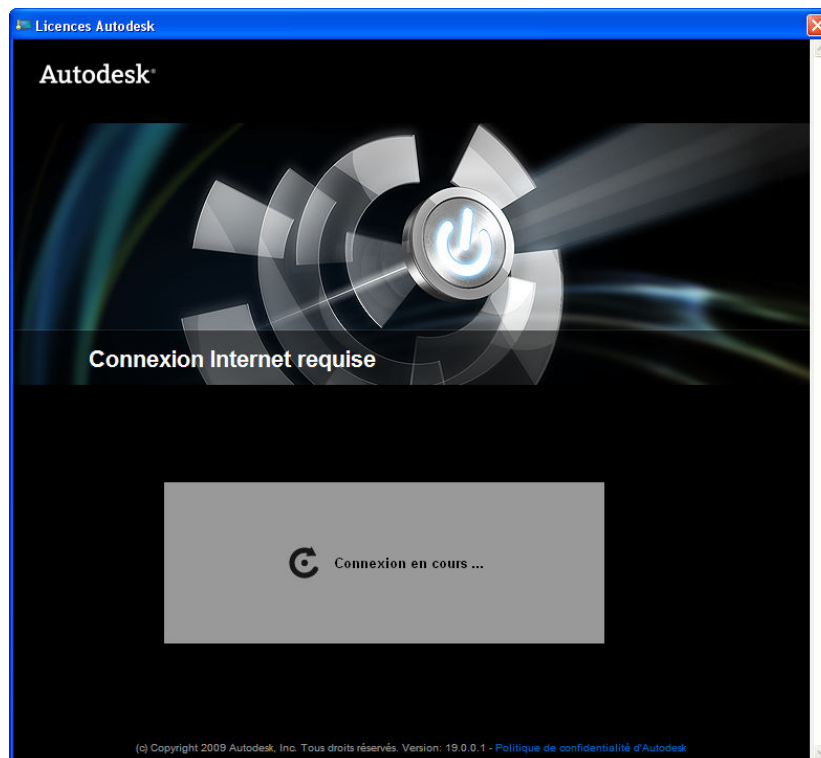 Licences Autodesk
Autodesk®
Connexion Internet requise
Connexion en cours ...
(c) Copyright 2009 Autodesk, Inc. Tous droits réservés. Version: 19.0.0.1 - Politique de confidentialité d'Autodesk